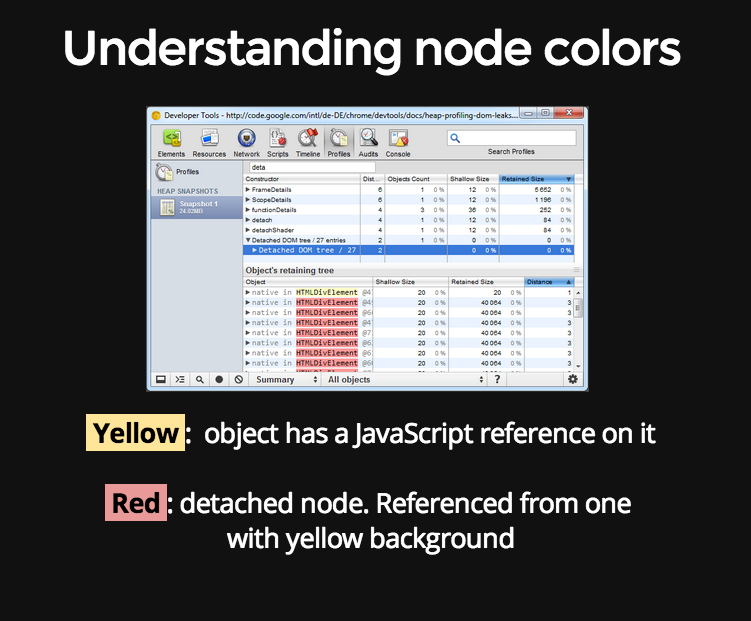 Understanding node colors
Developer Tools - http://code.google.com/intl/de-DE/chrome/devtools/docs/heap-profiling-dom-leaks...
Elements Resources Network Scripts Timeline Profiles Audits Console
Search Profiles
Profiles
HEAP SNAPSHOTS
Snapshot 1
24.02MB
deta
Constructor Dist... Objects Count Shallow Size Retained Size
FrameDetails 6 1 0 % 12 0 % 5 652 0 %
ScopeDetails 6 1 0 % 12 0 % 1 196 0 %
functionDetails 4 3 0 % 36 0 % 252 0 %
detach 4 1 0 % 12 0 % 84 0 %
detachShader 4 1 0 % 12 0 % 84 0 %
Detached DOM tree / 27 entries 2 1 0 % 0 0 % 0 0 %
Detached DOM tree / 27 2 0 0 % 0 0 %
Object's retaining tree
Object Shallow Size Retained Size Distance
native in HTMLDivElement 20 0 % 20 0 % 1
native in HTMLDivElement 20 0 % 40 064 0 % 3
native in HTMLDivElement 20 0 % 40 064 0 % 3
native in HTMLDivElement 20 0 % 40 064 0 % 3
native in HTMLDivElement 20 0 % 40 064 0 % 3
native in HTMLDivElement 20 0 % 40 064 0 % 3
native in HTMLDivElement 20 0 % 40 064 0 % 3
native in HTMLDivElement 20 0 % 40 064 0 % 3
Summary All objects ?
Yellow: object has a JavaScript reference on it
Red: detached node. Referenced from one
with yellow background